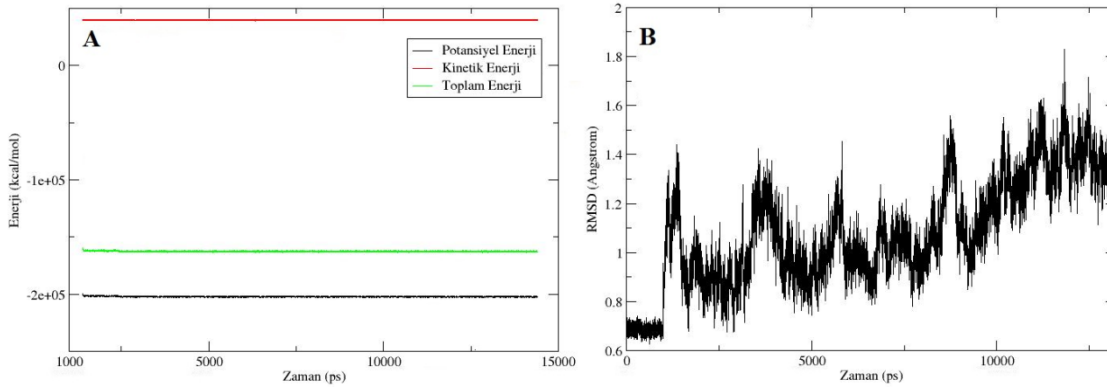 A
Potansiyel Enerji
Kinetik Enerji
Toplam Enerji
0
-1e+05
-2e+05
Enerji (kcal/mol)
1000
5000
10000
15000
Zaman (ps)
B
2
1.8
1.6
1.4
1.2
1
0.8
0.6
RMSD (Angstrom)
0
5000
10000
Zaman (ps)